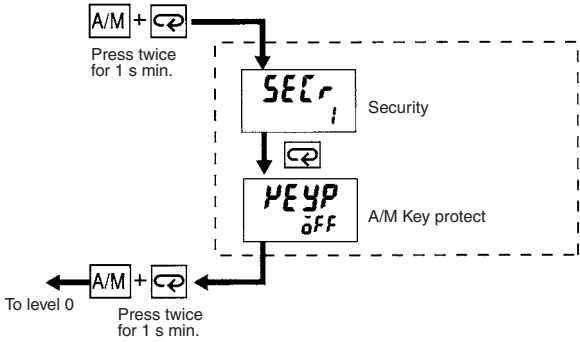 A/M +
Press twice
for 1 s min.
SECr
1
Security
KEYP
oFF
A/M Key protect
A/M +
To level 0
Press twice
for 1 s min.